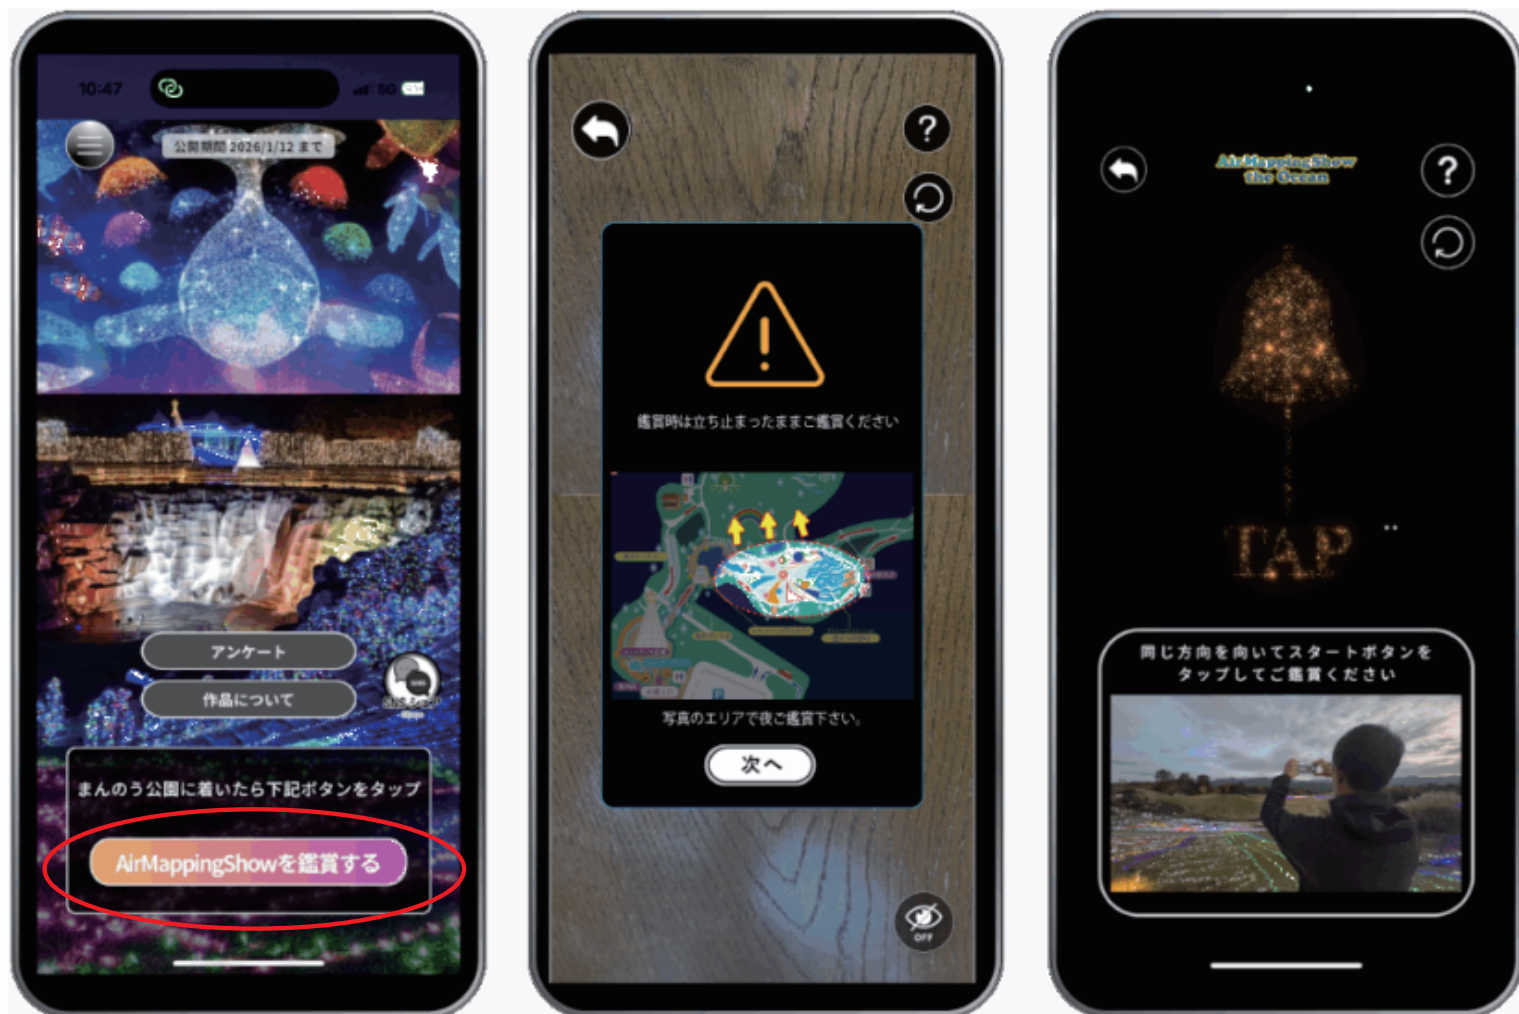 10:47
5G
公開期間 2026/1/12 まで
アンケート
作品について
まんのう公園に着いたら下記ボタンをタップ
AirMappingShowを鑑賞する
?
鑑賞時は立ち止まったままご鑑賞ください
写真のエリアで夜ご鑑賞下さい。
次へ
OFF
AirMappingShow
the Ocean
?
TAP
同じ方向を向いてスタートボタンを
タップしてご鑑賞ください